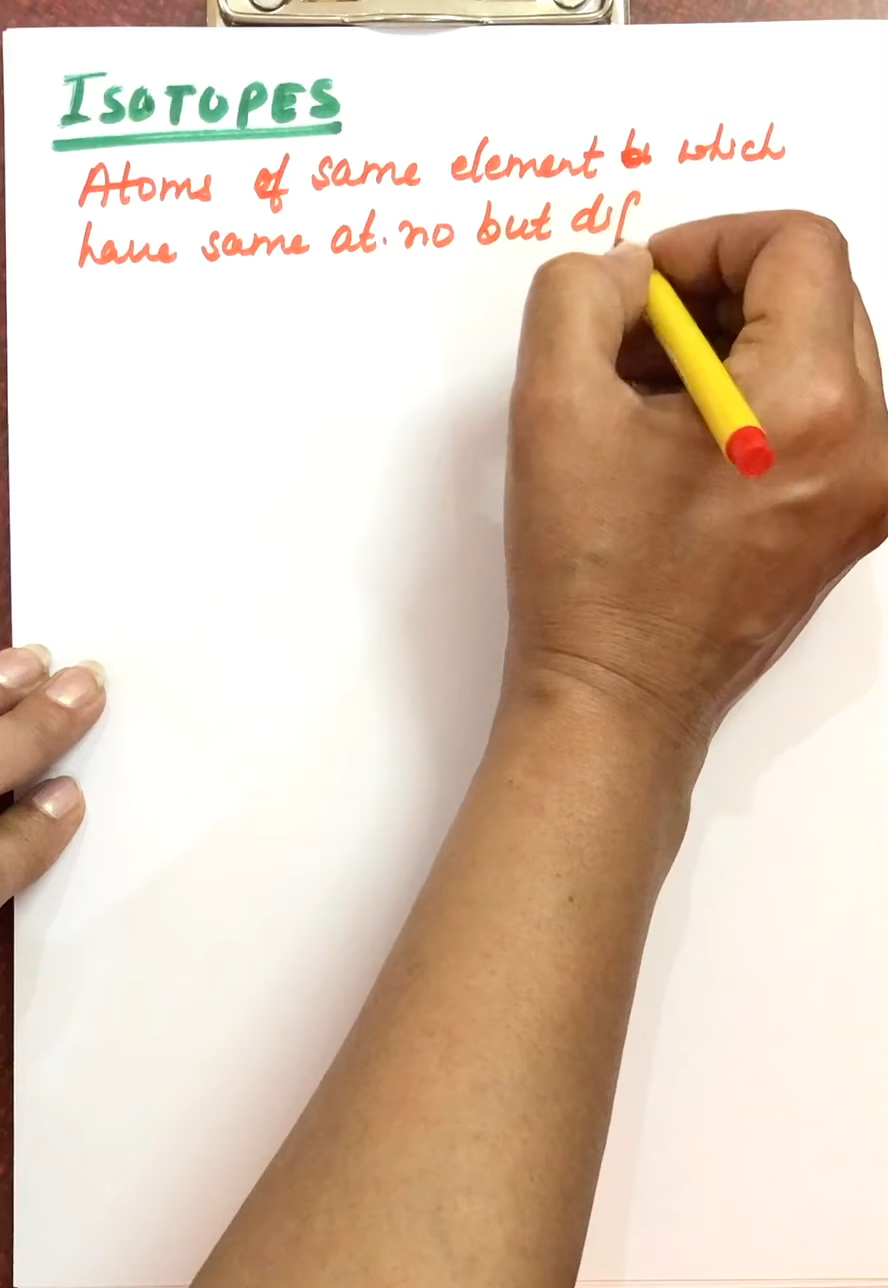 ISOTOPES
Atoms of same element which
have same at. no but dif